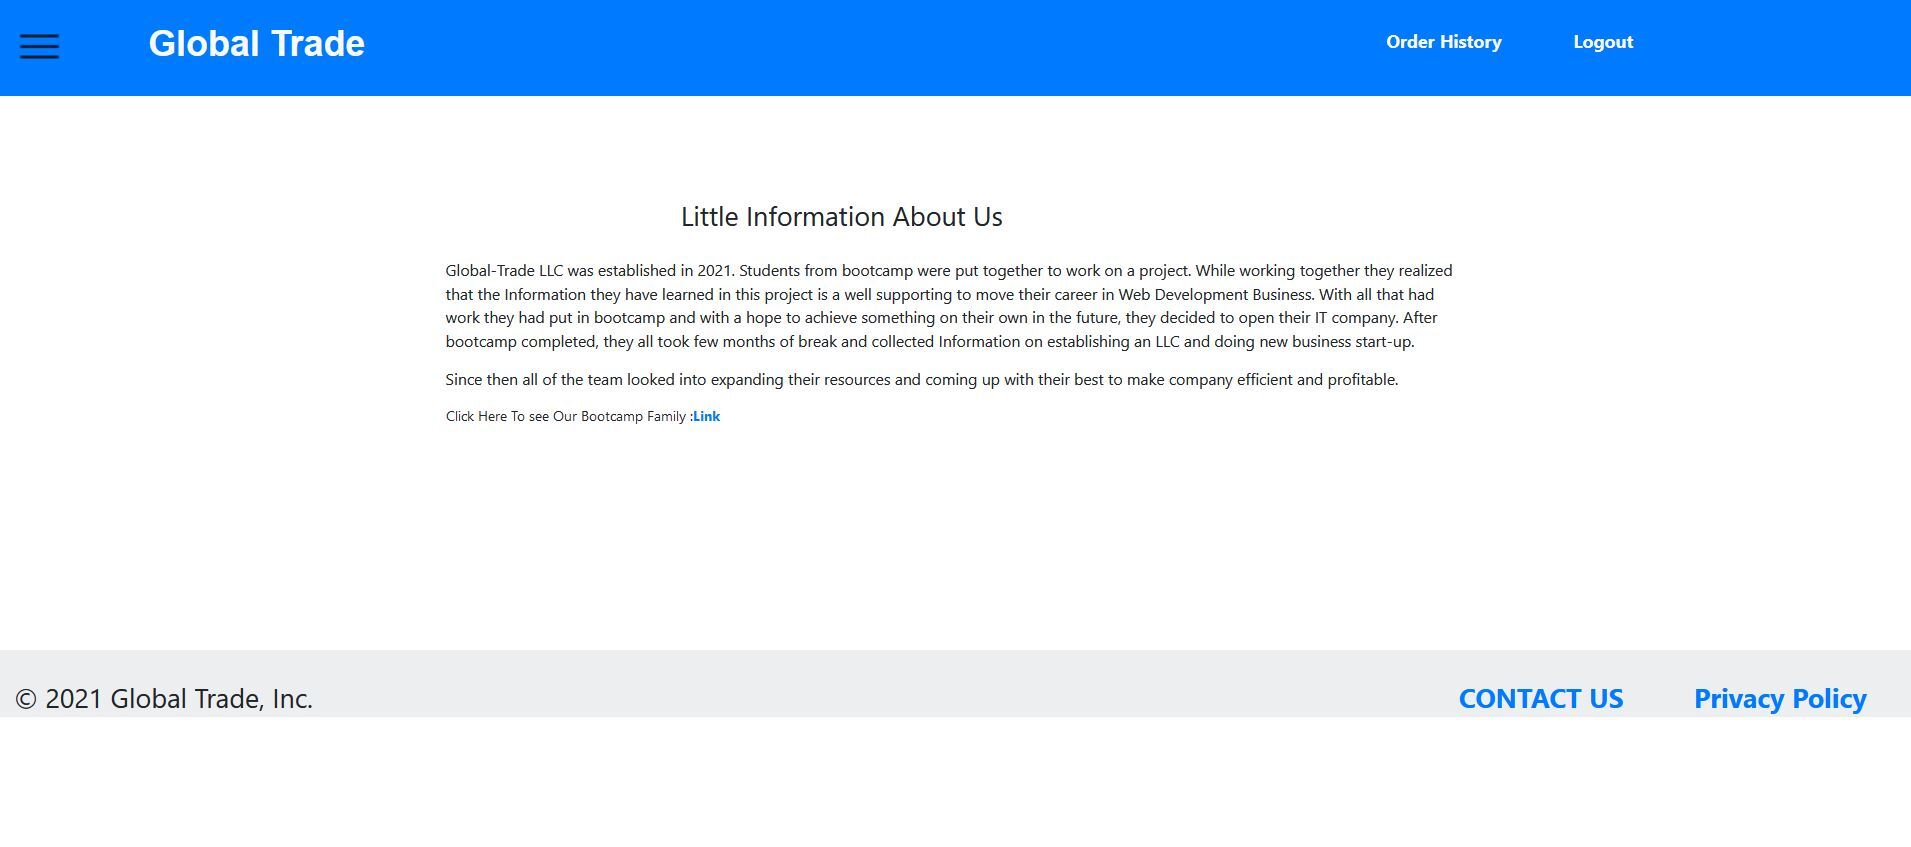 Global Trade
Order History
Logout
Little Information About Us
Global-Trade LLC was established in 2021. Students from bootcamp were put together to work on a project. While working together they realized
that the Information they have learned in this project is a well supporting to move their career in Web Development Business. With all that had
work they had put in bootcamp and with a hope to achieve something on their own in the future, they decided to open their IT company. After
bootcamp completed, they all took few months of break and collected Information on establishing an LLC and doing new business start-up.
Since then all of the team looked into expanding their resources and coming up with their best to make company efficient and profitable.
Click Here To see Our Bootcamp Family :Link
© 2021 Global Trade, Inc.
CONTACT US
Privacy Policy